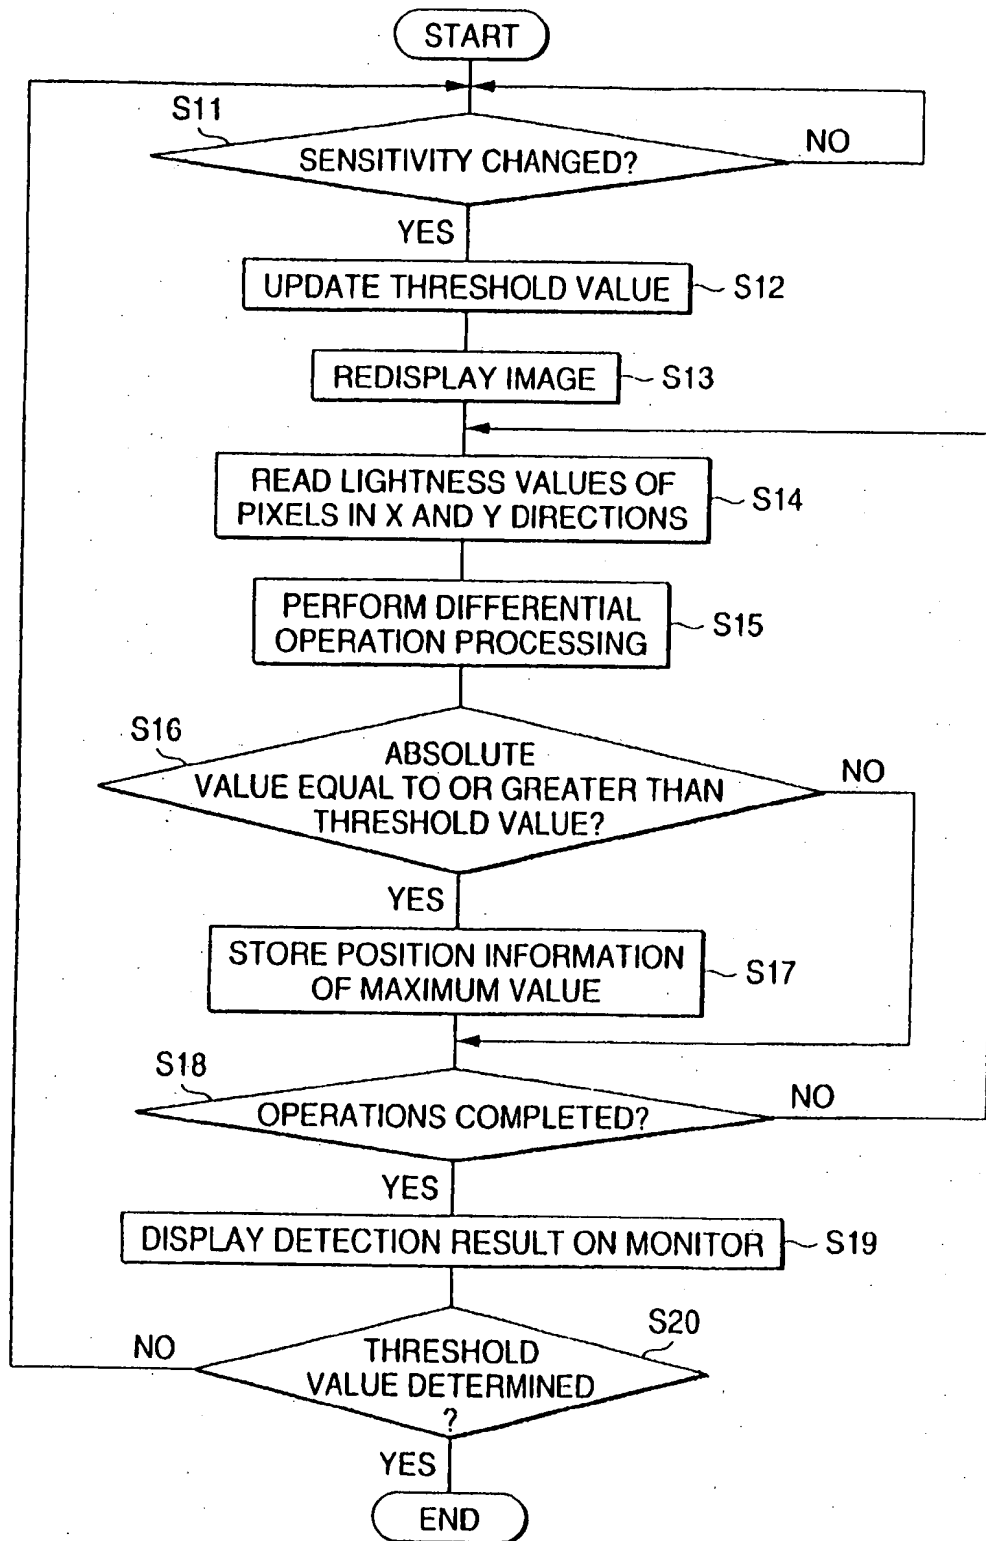 START
S11
SENSITIVITY CHANGED?
NO
YES
UPDATE THRESHOLD VALUE
S12
REDISPLAY IMAGE
S13
READ LIGHTNESS VALUES OF
PIXELS IN X AND Y DIRECTIONS
S14
PERFORM DIFFERENTIAL
OPERATION PROCESSING
S15
S16
ABSOLUTE
VALUE EQUAL TO OR GREATER THAN
THRESHOLD VALUE?
NO
YES
STORE POSITION INFORMATION
OF MAXIMUM VALUE
S17
S18
OPERATIONS COMPLETED?
NO
YES
DISPLAY DETECTION RESULT ON MONITOR
S19
S20
NO
THRESHOLD
VALUE DETERMINED
?
YES
END